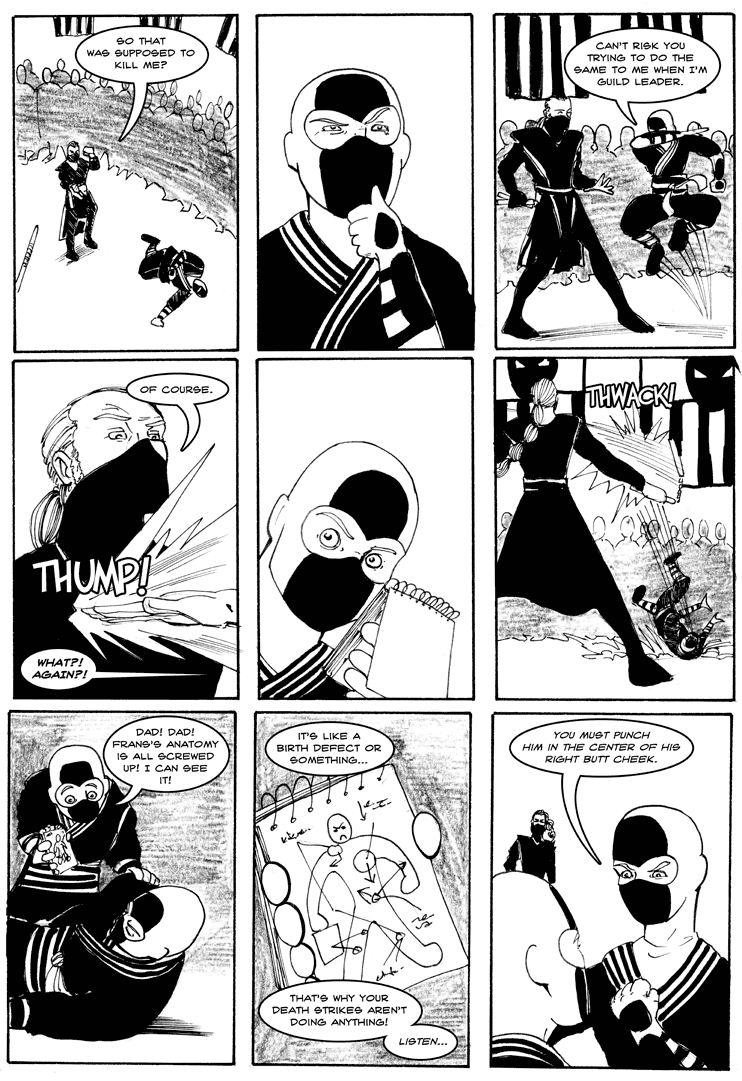 SO THAT
WAS SUPPOSED TO
KILL ME?
CAN'T RISK YOU
TRYING TO DO THE
SAME TO ME WHEN I'M
GUILD LEADER.
OF COURSE.
THUMP!
WHAT?!
AGAIN?!
THWACK!
DAD! DAD!
FRANS'S ANATOMY
IS ALL SCREWED
UP! I CAN SEE
IT!
IT'S LIKE A
BIRTH DEFECT OR
SOMETHING...
THAT'S WHY YOUR
DEATH STRIKES AREN'T
DOING ANYTHING!
LISTEN...
YOU MUST PUNCH
HIM IN THE CENTER OF HIS
RIGHT BUTT CHEEK.